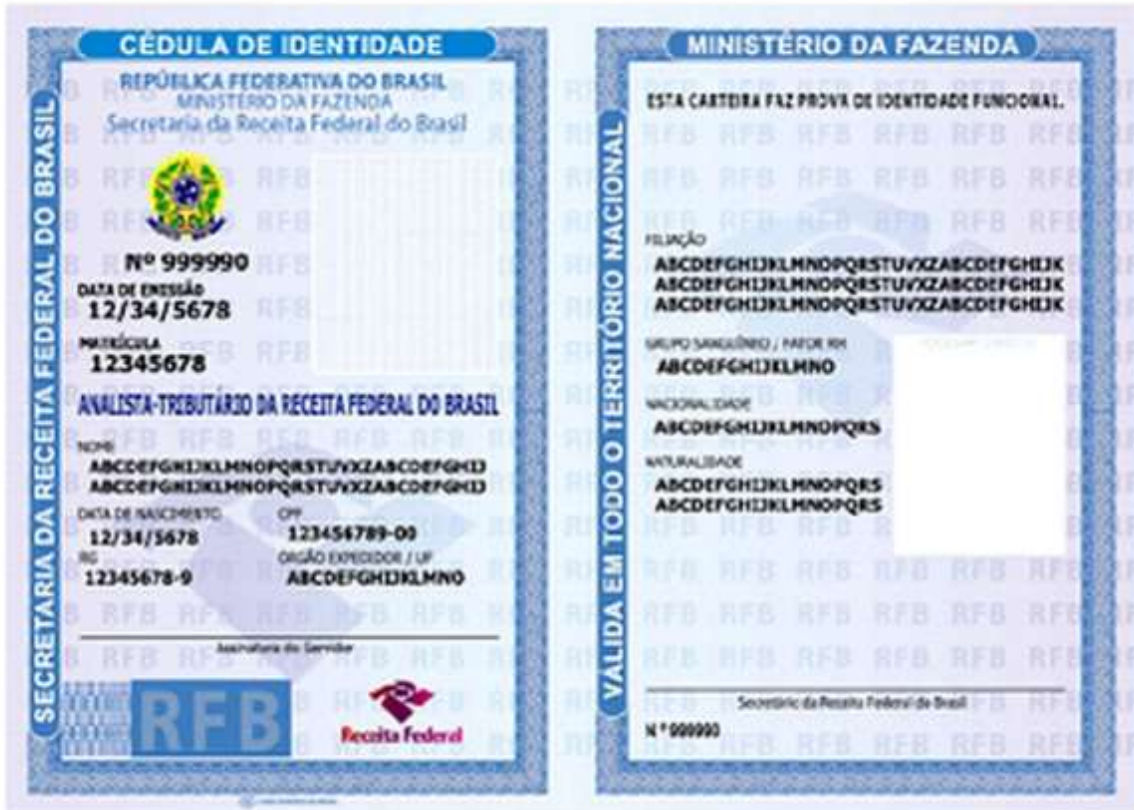 CÉDULA DE IDENTIDADE
REPÚBLICA FEDERATIVA DO BRASIL
MINISTÉRIO DA FAZENDA
Secretaria da Receita Federal do Brasil
SECRETARIA DA RECEITA FEDERAL DO BRASIL
Nº 999990
DATA DE EMISSÃO
12/34/5678
MATRÍCULA
12345678
ANALISTA-TRIBUTÁRIO DA RECEITA FEDERAL DO BRASIL
NOME
ABCDEFGHIJKLMNOPQRSTUVXZABCDEFGHIJ
ABCDEFGHIJKLMNOPQRSTUVXZABCDEFGHIJ
DATA DE NASCIMENTO CPF
12/34/5678 123456789-00
RG ORGÃO EXPEDIDOR / UF
12345678-9 ABCDEFGHIJKLMNO
Assinatura do Servidor
RFB
Receita Federal
MINISTÉRIO DA FAZENDA
ESTA CARTEIRA FAZ PROVA DE IDENTIDADE FUNCIONAL.
VALIDA EM TODO O TERRITÓRIO NACIONAL
FILIAÇÃO
ABCDEFGHIJKLMNOPQRSTUVXZABCDEFGHIJK
ABCDEFGHIJKLMNOPQRSTUVXZABCDEFGHIJK
ABCDEFGHIJKLMNOPQRSTUVXZABCDEFGHIJK
GRUPO SANGUÍNEO / FATOR RH
ABCDEFGHIJKLMNO
NACIONALIDADE
ABCDEFGHIJKLMNOPQRS
NATURALIDADE
ABCDEFGHIJKLMNOPQRS
ABCDEFGHIJKLMNOPQRS
Secretário da Receita Federal do Brasil
N º 999990